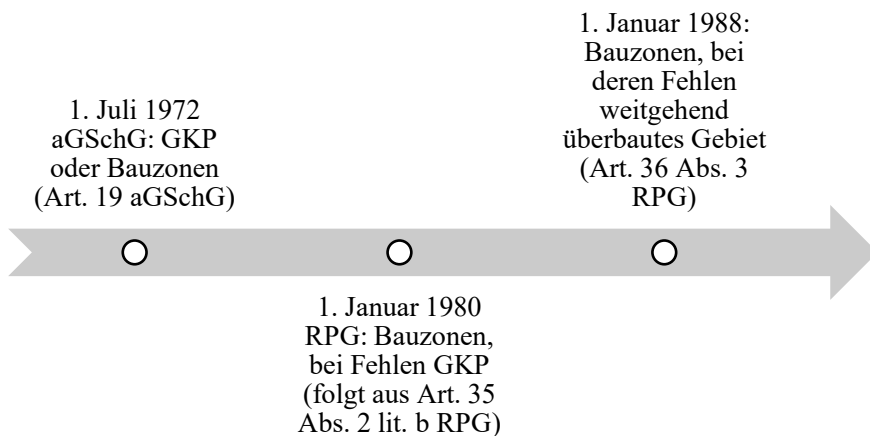 1. Juli 1972
aGSchG: GKP
oder Bauzonen
(Art. 19 aGSchG)
1. Januar 1980
RPG: Bauzonen,
bei Fehlen GKP
(folgt aus Art. 35
Abs. 2 lit. b RPG)
1. Januar 1988:
Bauzonen, bei
deren Fehlen
weitgehend
überbautes Gebiet
(Art. 36 Abs. 3
RPG)